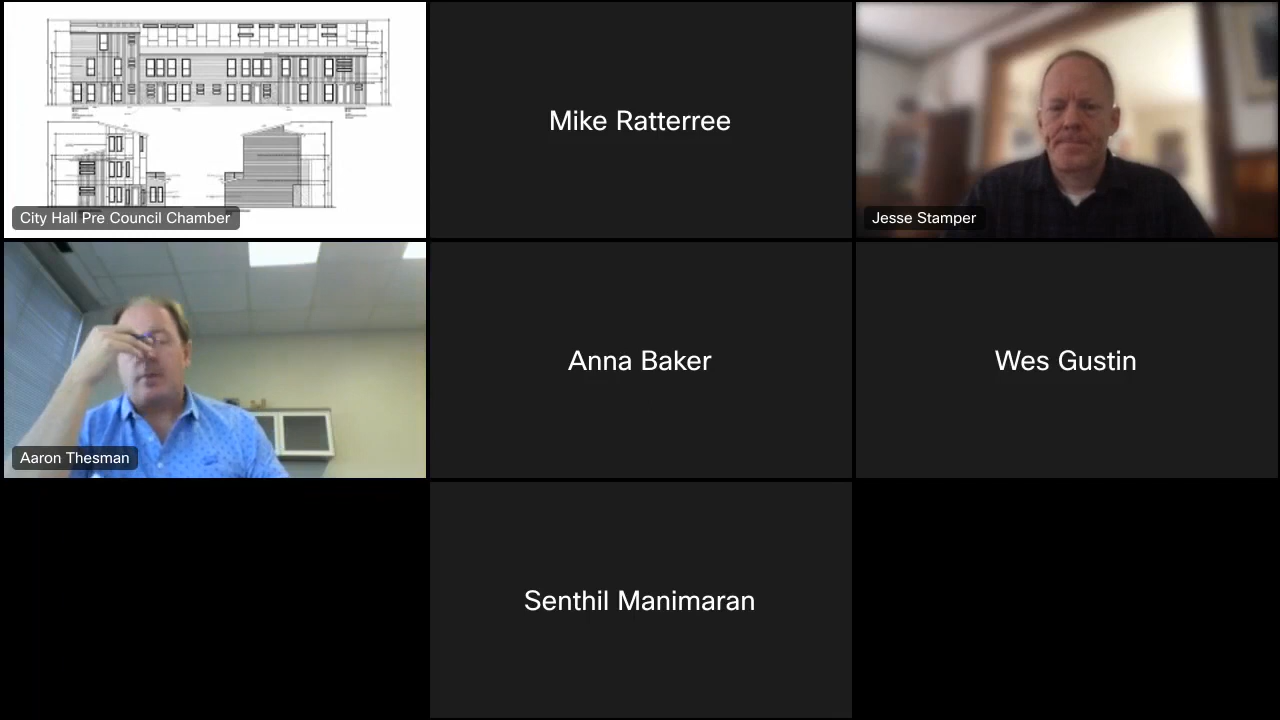 City Hall Pre Council Chamber
Mike Ratterree
Jesse Stamper
Aaron Thesman
Anna Baker
Wes Gustin
Senthil Manimaran